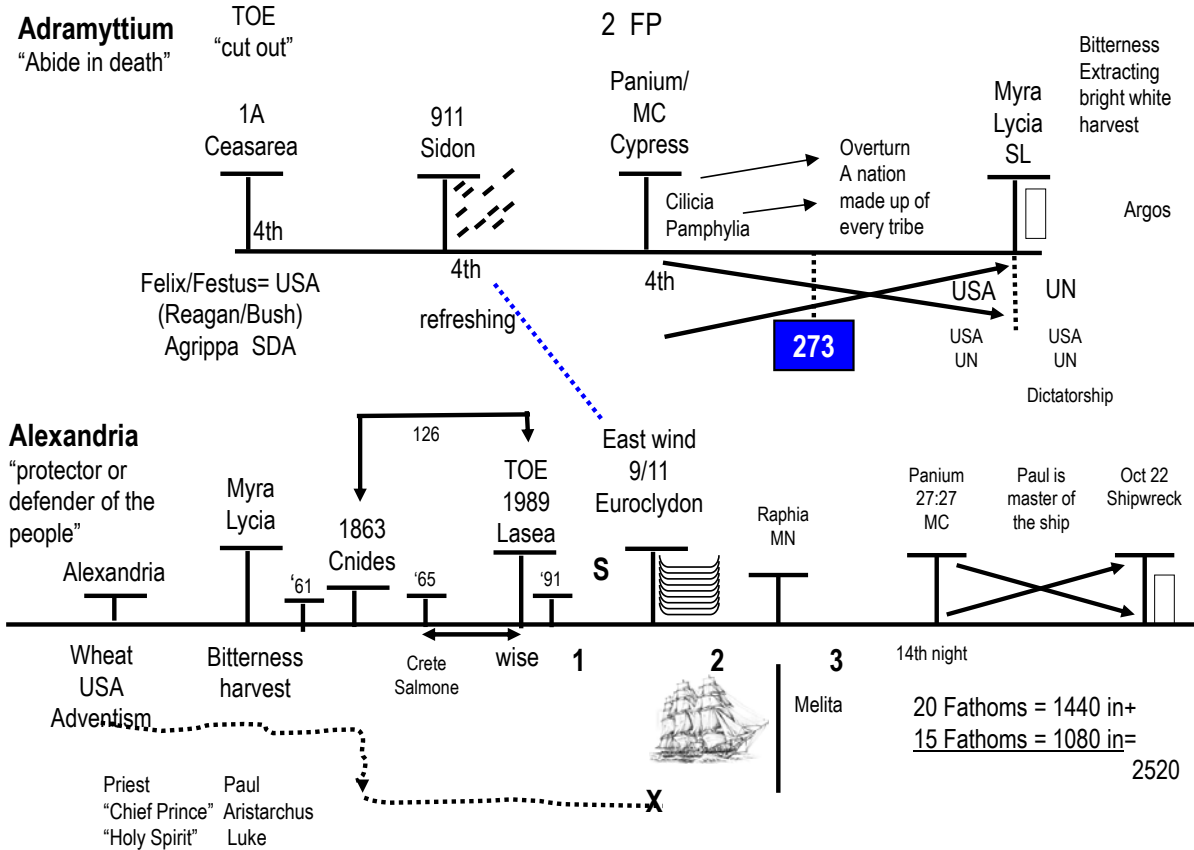 Adramyttium
"Abide in death"
TOE
"cut out"
2 FP
1A
Ceasarea
911
Sidon
Panium/
MC
Cypress
Cilicia
Pamphylia
Overturn
A nation
made up of
every tribe
Myra
Lycia
SL
Bitterness
Extracting
bright white
harvest
Argos
4th
4th
4th
Felix/Festus= USA
(Reagan/Bush)
Agrippa SDA
refreshing
273
USA
UN
USA
UN
USA
UN
Dictatorship
Alexandria
"protector or
defender of the
people"
126
Alexandria
Myra
Lycia
'61
1863
Cnides
'65
TOE
1989
Lasea
'91
S
East wind
9/11
Euroclydon
Raphia
MN
Panium
27:27
MC
Paul is
master of
the ship
Oct 22
Shipwreck
Wheat
USA
Adventism
Bitterness
harvest
Crete
Salmone
wise
1
2
3
14th night
Melita
20 Fathoms = 1440 in+
15 Fathoms = 1080 in=
2520
X
Priest Paul
"Chief Prince" Aristarchus
"Holy Spirit" Luke